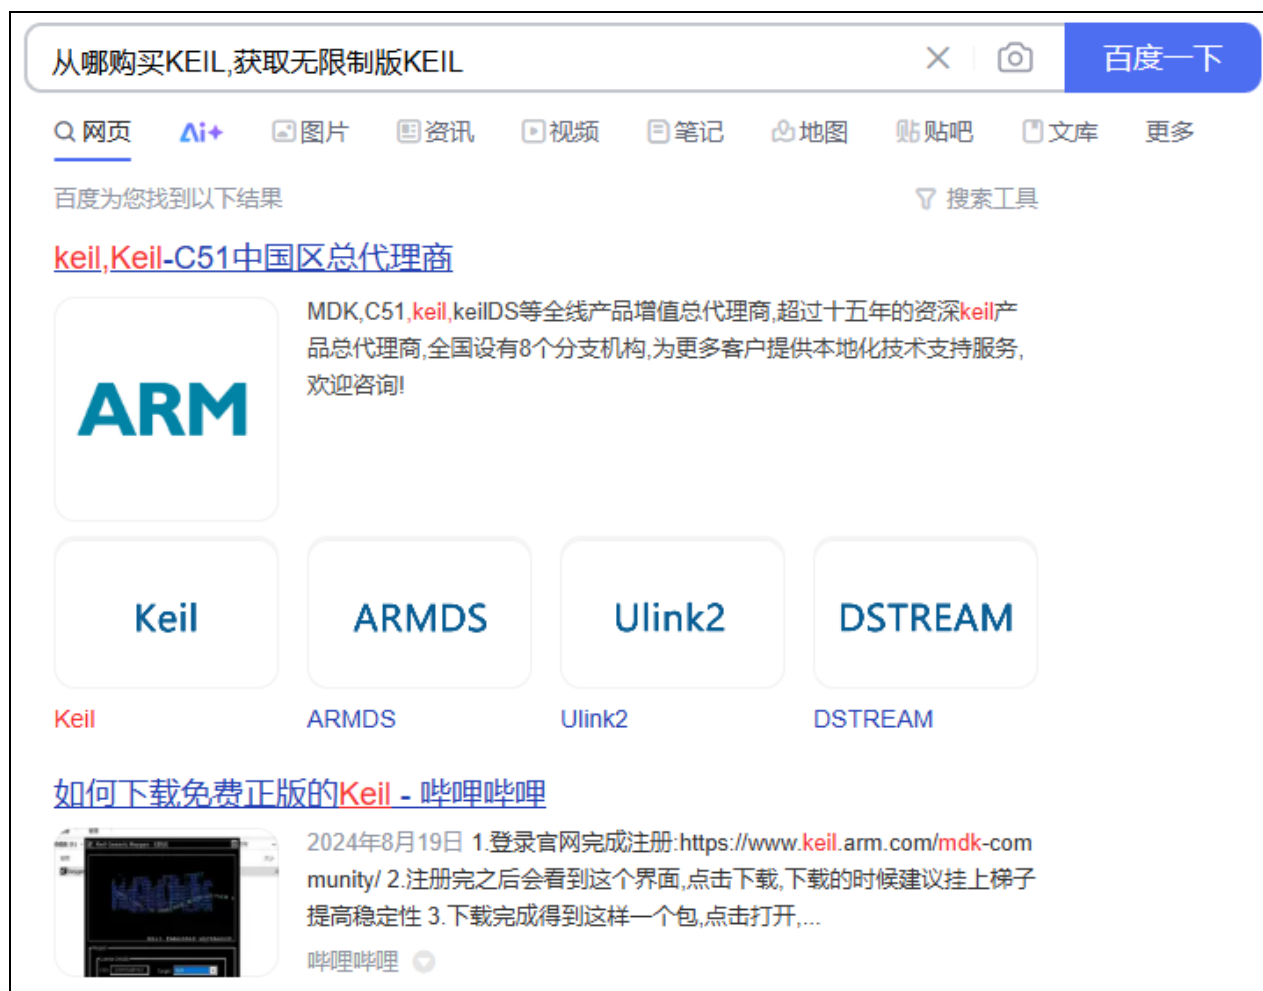 从哪购买KEIL,获取无限制版KEIL
百度一下
网页 Ai+ 图片 资讯 视频 笔记 地图 贴吧 文库 更多
百度为您找到以下结果 搜索工具
keil,Keil-C51中国区总代理商
MDK,C51,keil,keilDS等全线产品增值总代理商,超过十五年的资深keil产
品总代理商,全国设有8个分支机构,为更多客户提供本地化技术支持服务,
欢迎咨询!
ARM
Keil ARMDS Ulink2 DSTREAM
Keil ARMDS Ulink2 DSTREAM
如何下载免费正版的Keil - 哔哩哔哩
2024年8月19日 1.登录官网完成注册:https://www.keil.arm.com/mdk-com
munity/ 2.注册完之后会看到这个界面,点击下载,下载的时候建议挂上梯子
提高稳定性 3.下载完成得到这样一个包,点击打开,...
哔哩哔哩